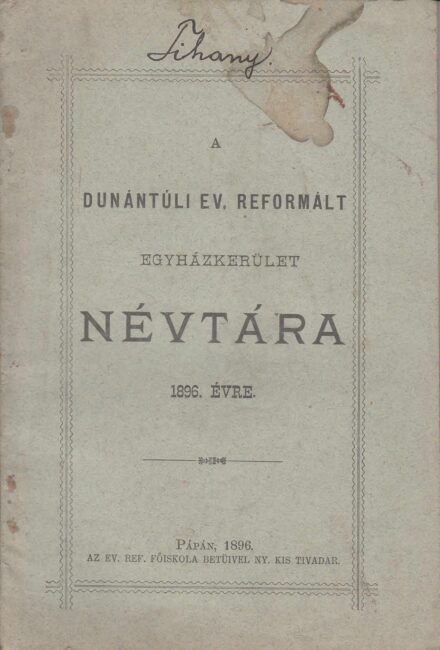 Tihany.
A
DUNÁNTÚLI EV. REFORMÁLT
EGYHÁZKERÜLET
NÉVTÁRA
1896. ÉVRE.
PÁPÁN, 1896.
AZ EV. REF. FŐISKOLA BETŰIVEL NY. KIS TIVADAR.